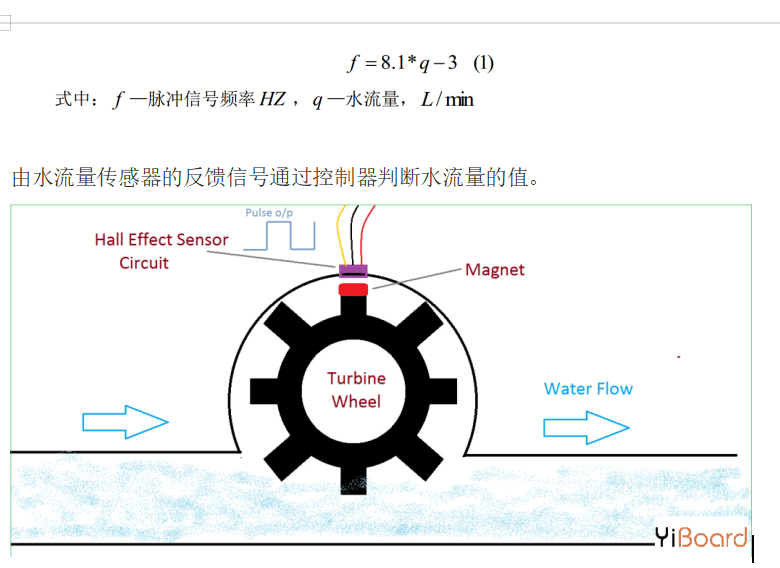 f = 8.1* q − 3 (1)
式中： f —脉冲信号频率 HZ ， q —水流量， L / min
由水流量传感器的反馈信号通过控制器判断水流量的值。
Pulse o/p
Hall Effect Sensor
Circuit
Magnet
Turbine
Wheel
Water Flow
YiBoard